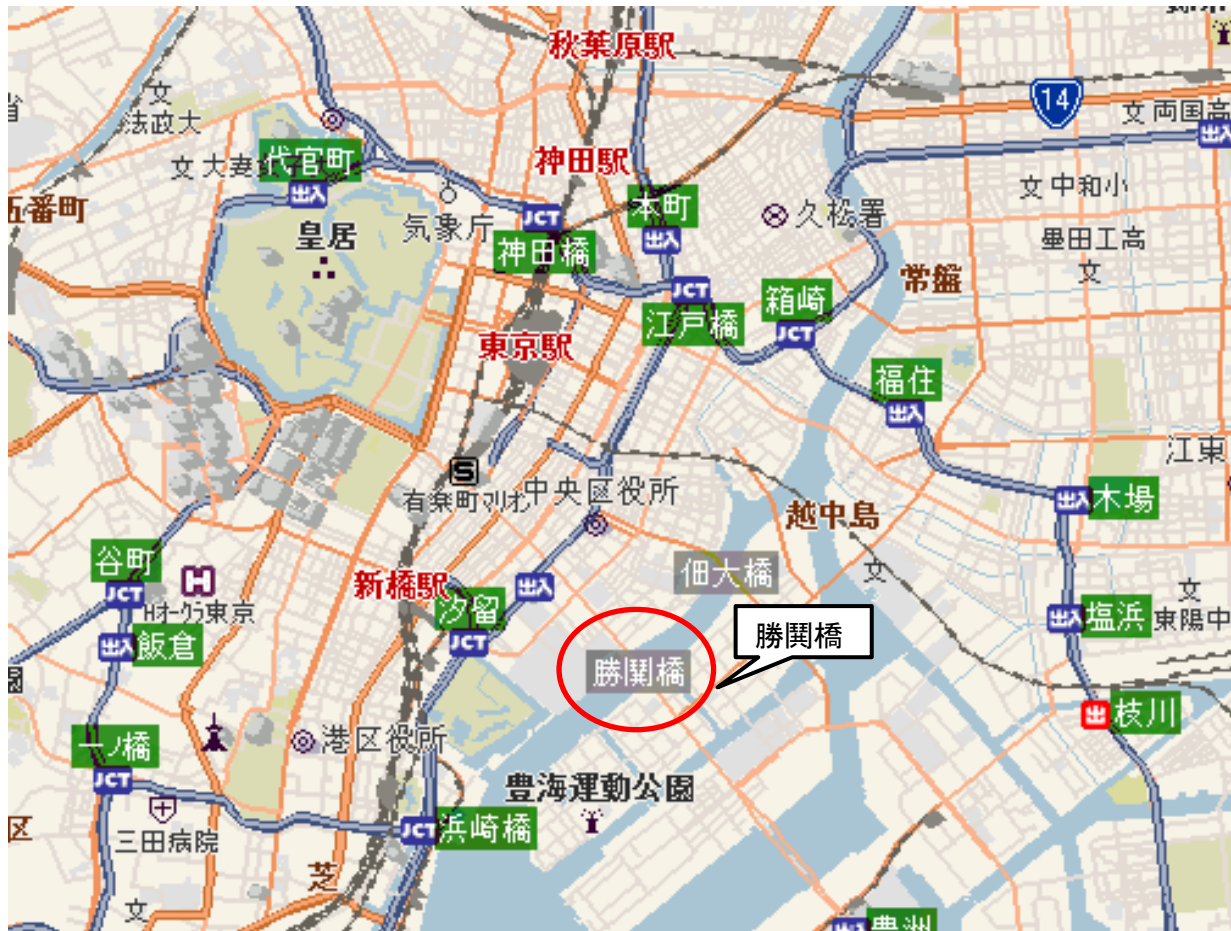 秋葉原駅
14
省
文
法政大
文 両国高
神田駅
代官町
文 大妻女子
出入
文 中和小
五番町
本町
JCT
気象庁
久松署
皇居
出入
墨田工高
神田橋
文
常盤
JCT
箱崎
江戸橋
JCT
東京駅
福住
出入
江東
S
有楽町マリオン
中央区役所
出入
木場
越中島
谷町
佃大橋
文
H
新橋駅
出入
文
JCT
汐留
Hオークラ東京
出入
塩浜
東陽中
勝鬨橋
飯倉
出入
JCT
園
勝鬨橋
出
枝川
一ノ橋
港区役所
JCT
豊海運動公園
区
三田病院
JCT
浜崎橋
芝
文
出入
豊洲